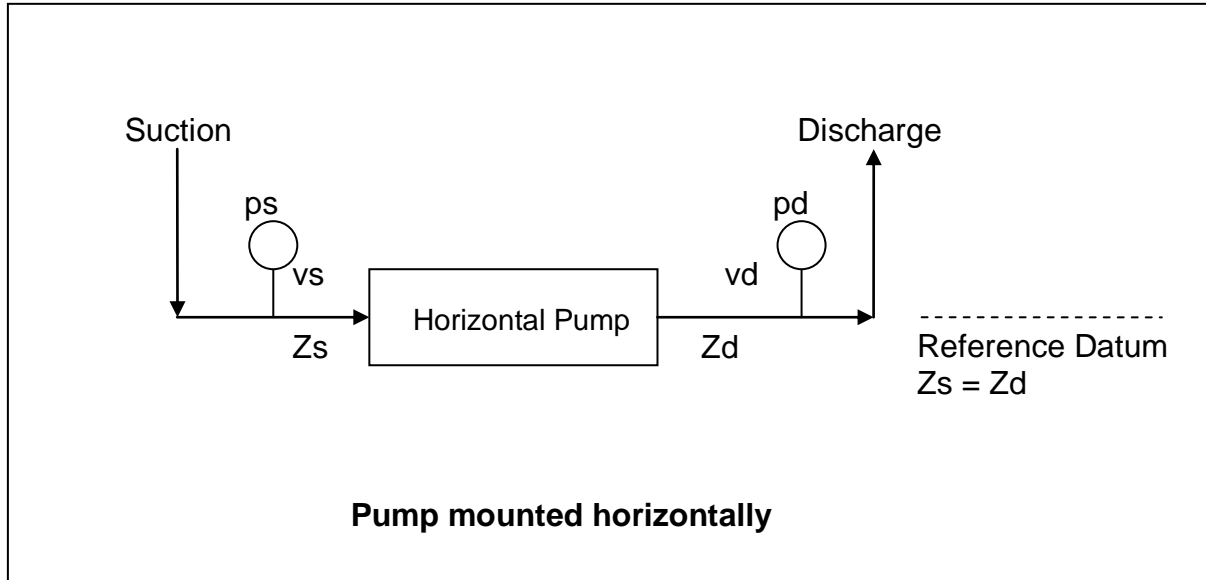 Suction
Discharge
ps
pd
vs
vd
Horizontal Pump
Zs
Zd
Reference Datum
Zs = Zd
Pump mounted horizontally